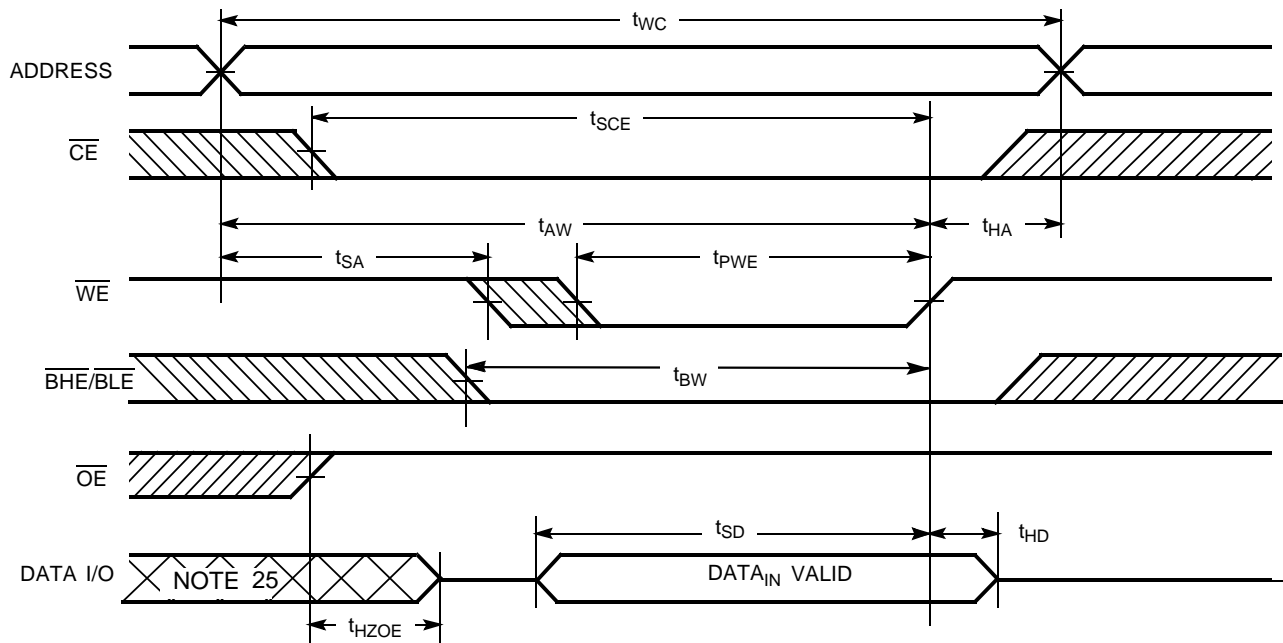 tWC
ADDRESS
tSCE
CE
tAW
tHA
tSA
tPWE
WE
BHE/BLE
tBW
OE
tSD
tHD
DATA I/O
NOTE 25
DATAIN VALID
tHZOE